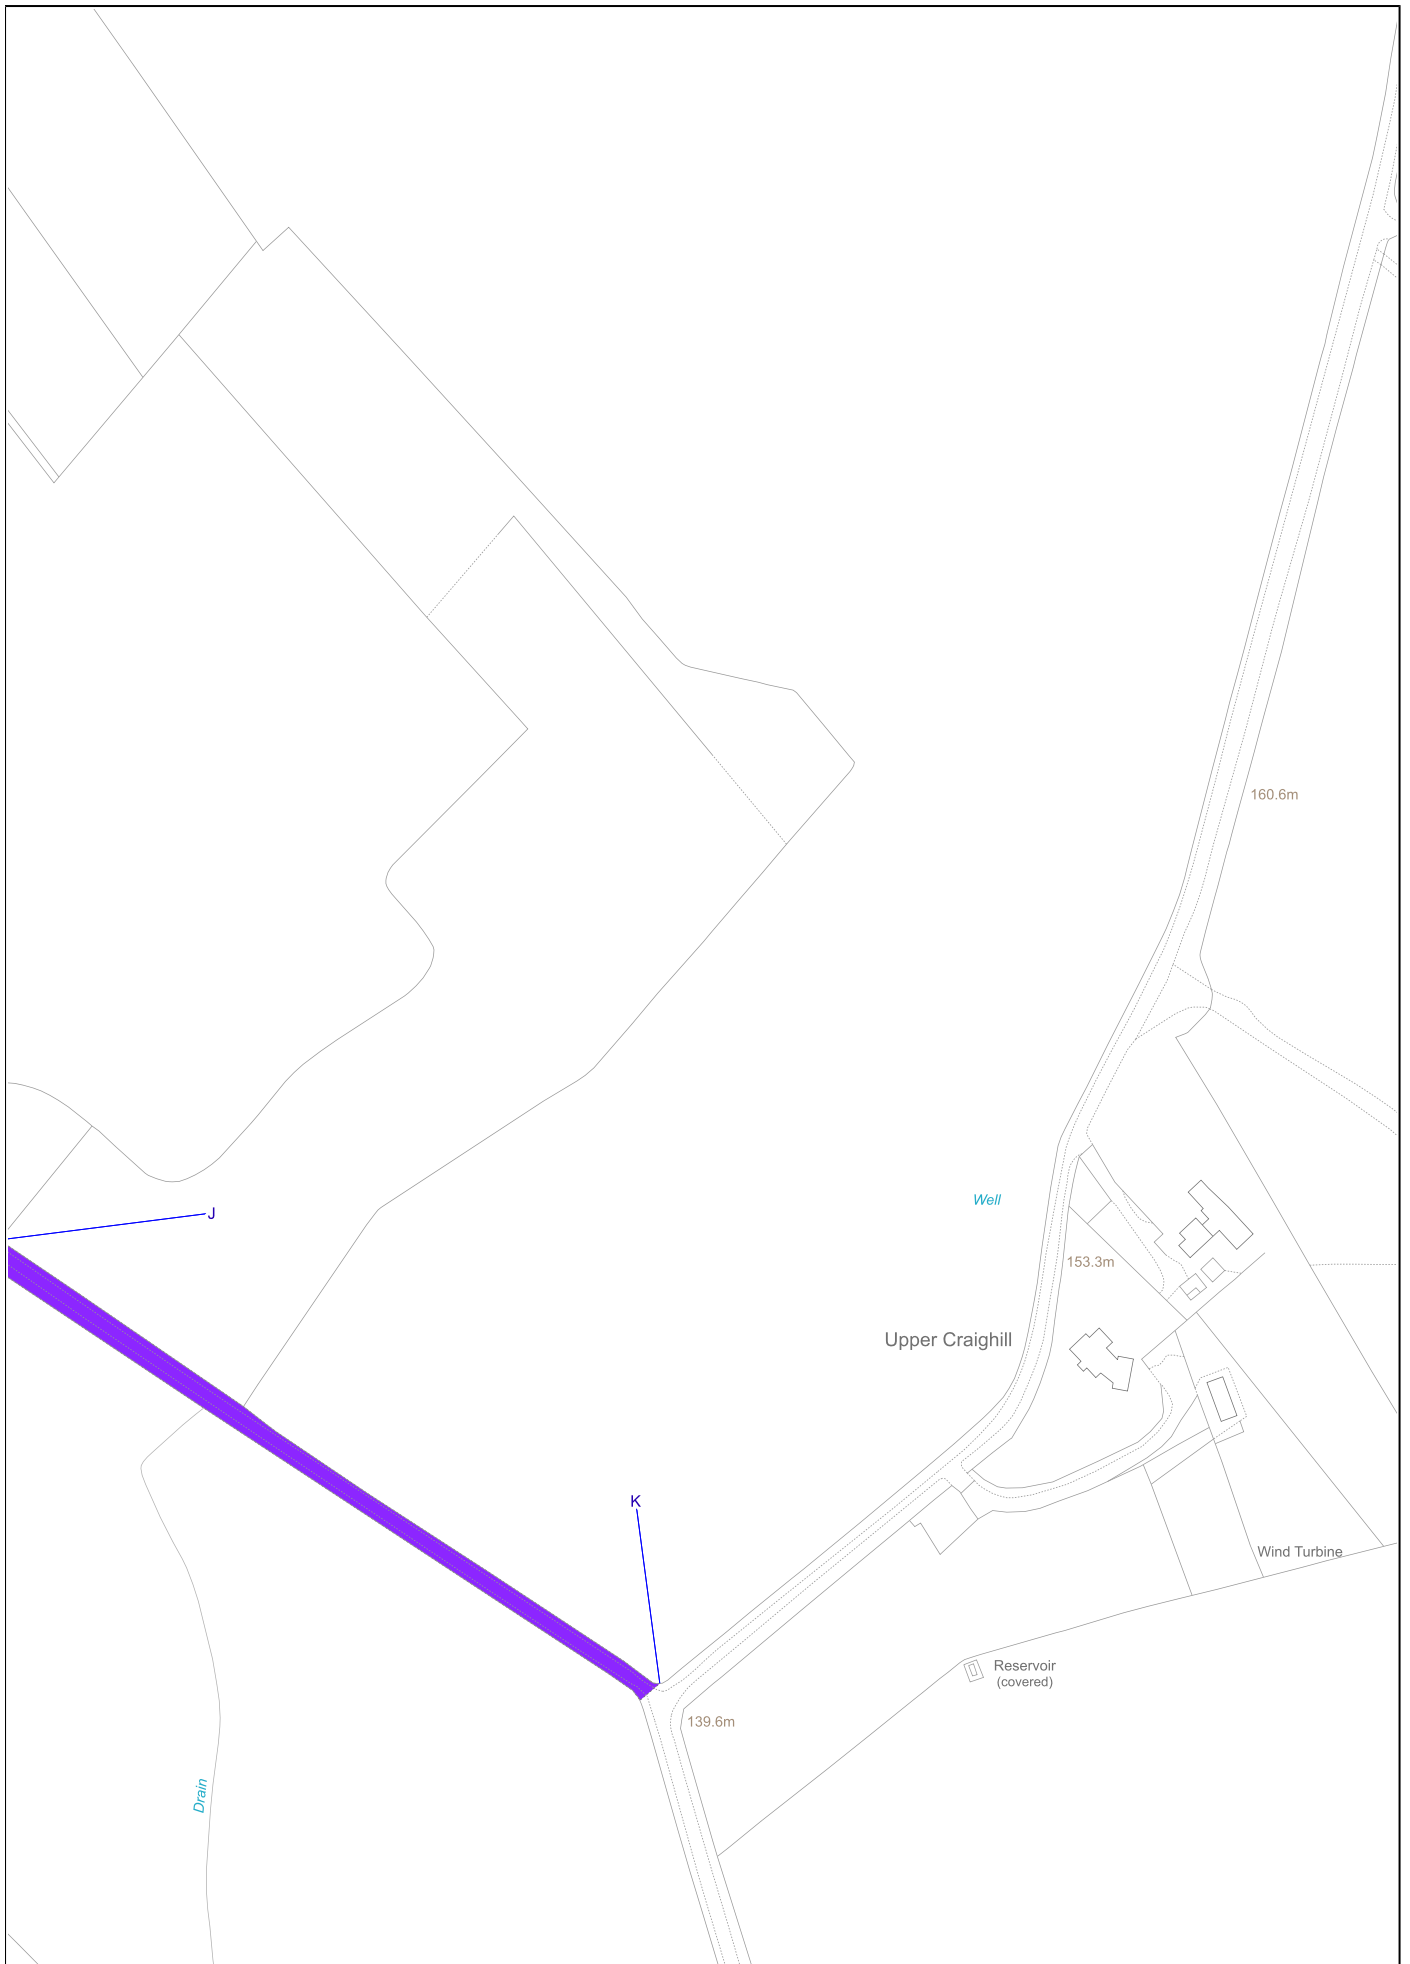 160.6m
Well
J
153.3m
Upper Craighill
K
Wind Turbine
Reservoir
(covered)
139.6m
Drain